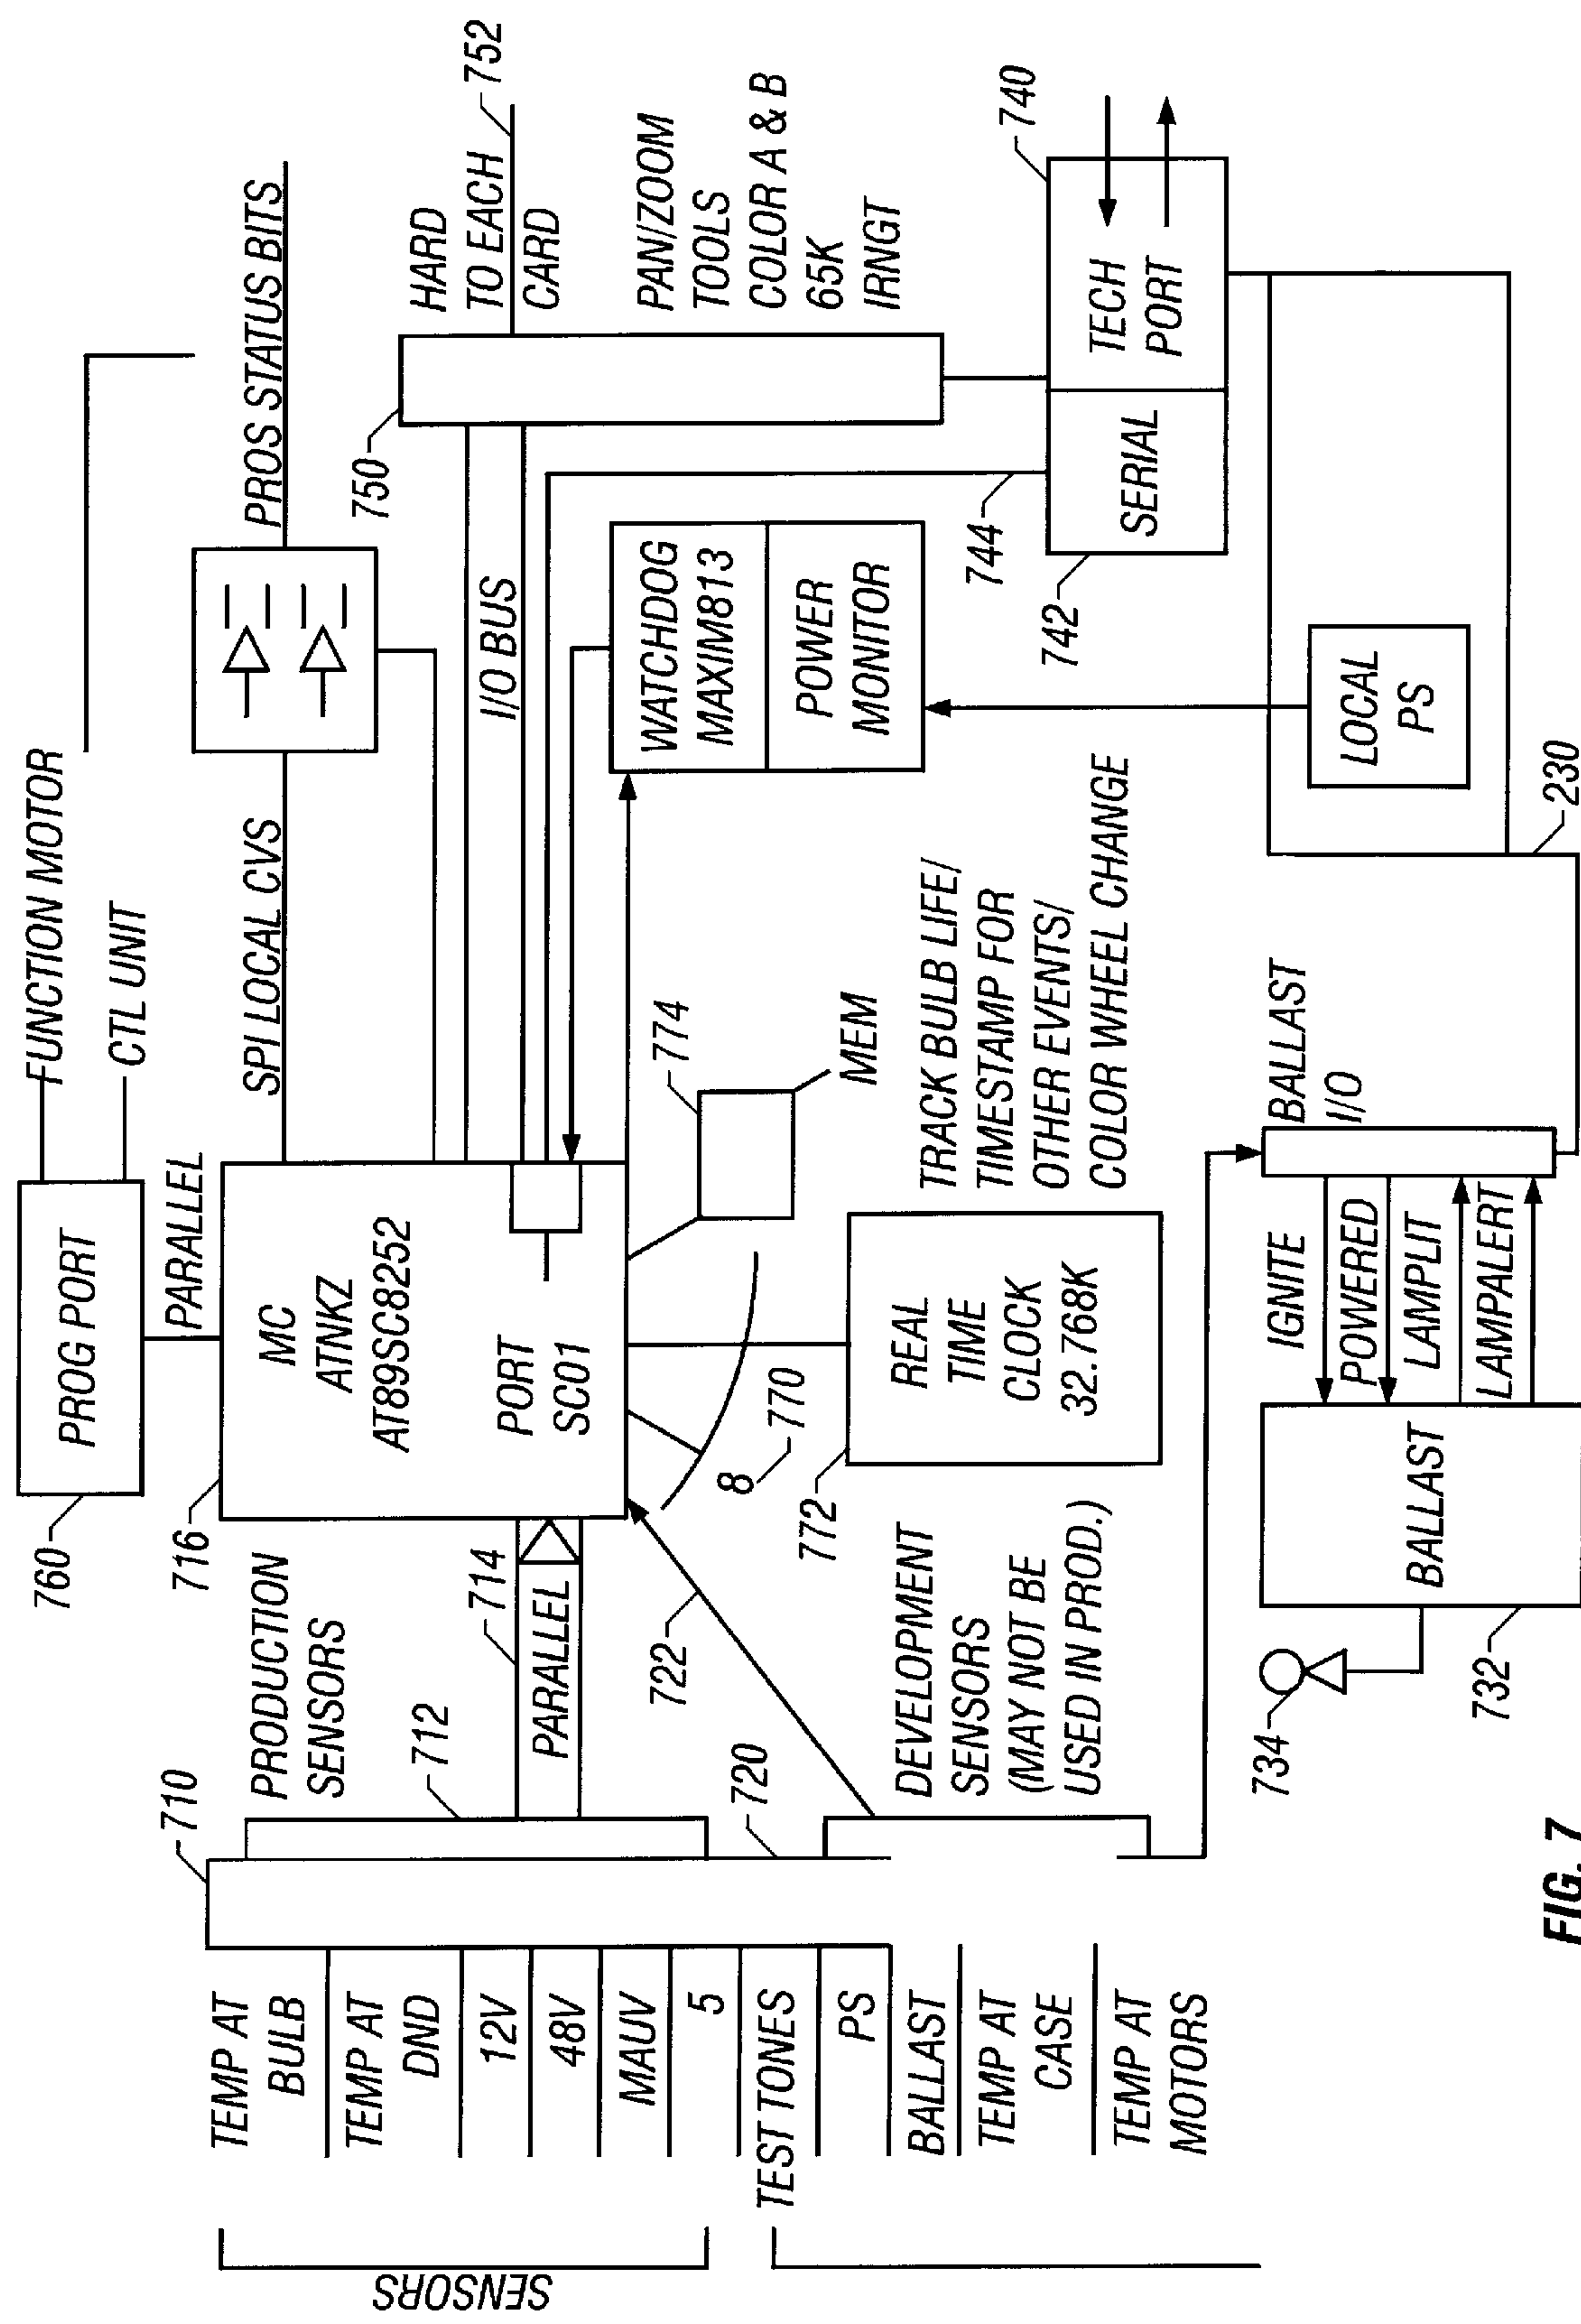 760
PROG PORT
FUNCTION MOTOR
CTL UNIT
716
PARALLEL
MC
ATNKZ
AT89SC8252
PORT
SC01
SPI LOCAL CVS
PROS STATUS BITS
I/O BUS
750
HARD
TO EACH
CARD
752
PAN/ZOOM
TOOLS
COLOR A & B
65K
IRNGT
WATCHDOG
MAXIM813
POWER
MONITOR
744
742
SERIAL
TECH
PORT
740
LOCAL
PS
230
710
PRODUCTION
SENSORS
712
714
PARALLEL
720
722
DEVELOPMENT
SENSORS
(MAY NOT BE
USED IN PROD.)
8
770
772
REAL
TIME
CLOCK
32.768K
774
MEM
TRACK BULB LIFE/
TIMESTAMP FOR
OTHER EVENTS/
COLOR WHEEL CHANGE
SENSORS
TEMP AT
BULB
TEMP AT
DND
12V
48V
MAUV
5
TEST TONES
PS
BALLAST
TEMP AT
CASE
TEMP AT
MOTORS
734
732
BALLAST
IGNITE
POWERED
LAMPLIT
LAMPALERT
BALLAST
I/O
FIG. 7